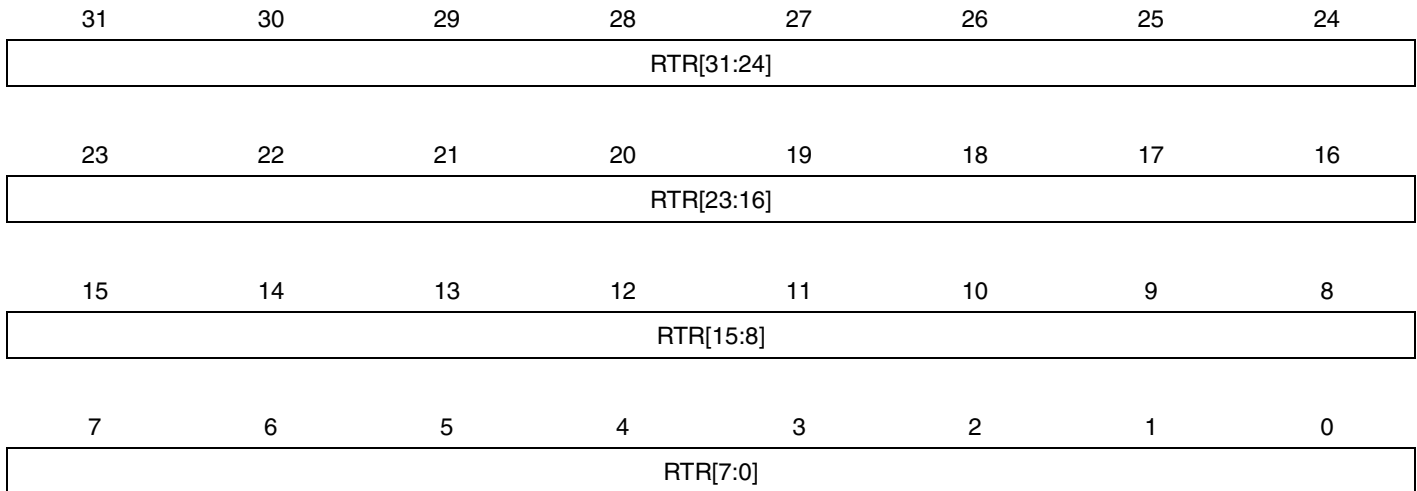 31 30 29 28 27 26 25 24
RTR[31:24]
23 22 21 20 19 18 17 16
RTR[23:16]
15 14 13 12 11 10 9 8
RTR[15:8]
7 6 5 4 3 2 1 0
RTR[7:0]